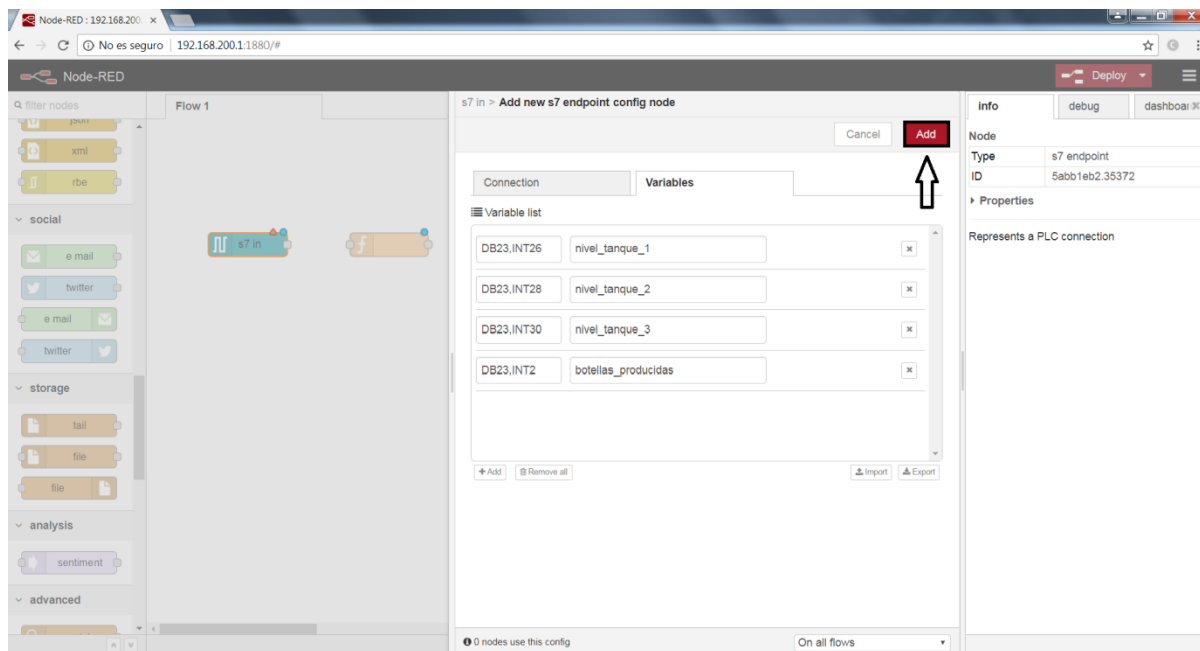 Node-RED : 192.168.200.
No es seguro | 192.168.200.1:1880/#
Node-RED
Deploy
filter nodes
json
xml
rbe
social
e mail
twitter
e mail
twitter
storage
tail
file
file
analysis
sentiment
advanced
Flow 1
s7 in
f
s7 in > Add new s7 endpoint config node
Cancel
Add
Connection
Variables
Variable list
DB23,INT26 nivel_tanque_1
DB23,INT28 nivel_tanque_2
DB23,INT30 nivel_tanque_3
DB23,INT2 botellas_producidas
Add
Remove all
Import
Export
0 nodes use this config
On all flows
info
debug
dashboar
Node
Type s7 endpoint
ID 5abb1eb2.35372
Properties
Represents a PLC connection